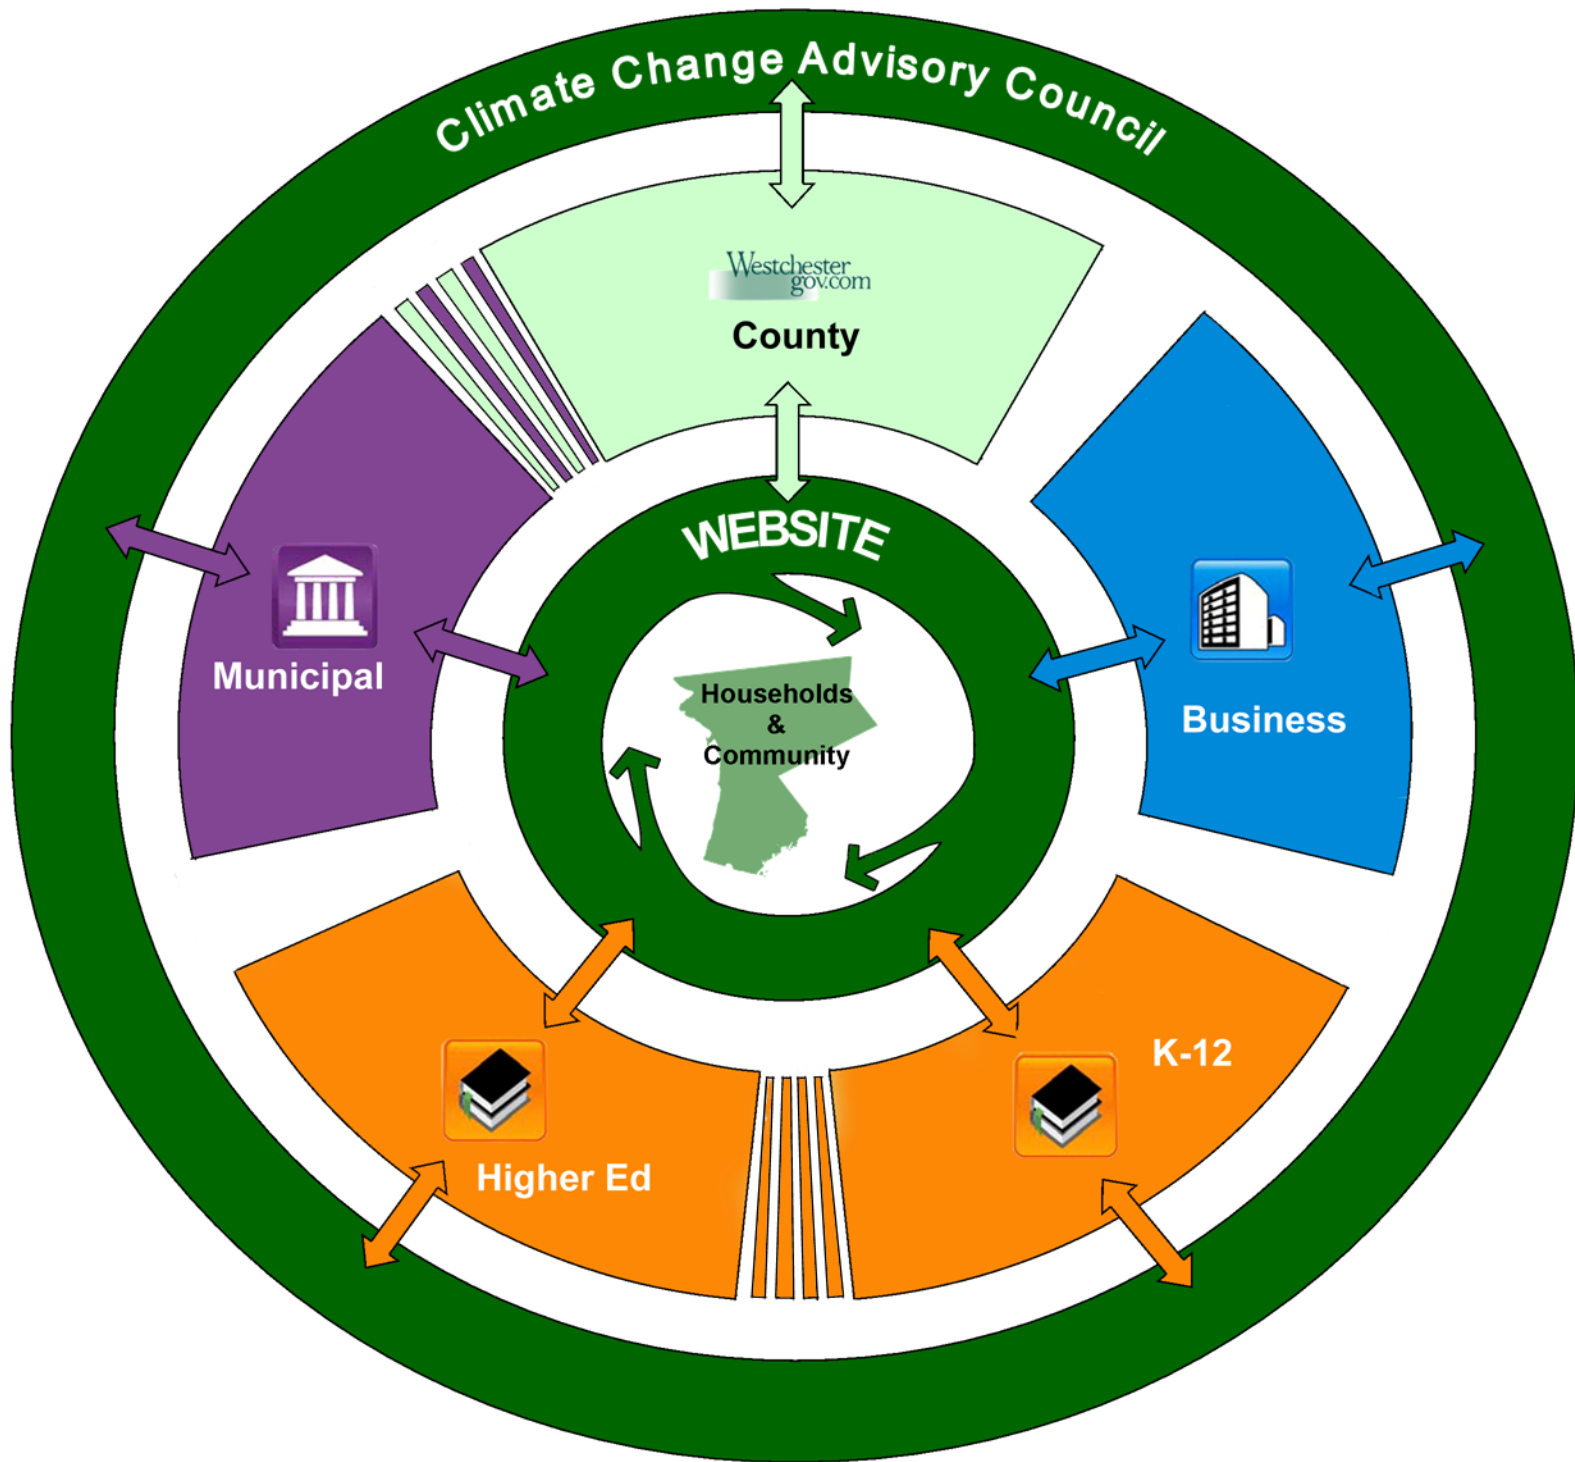 Climate Change Advisory Council
Westchester
gov.com
County
Municipal
Business
WEBSITE
Households
&
Community
Higher Ed
K-12